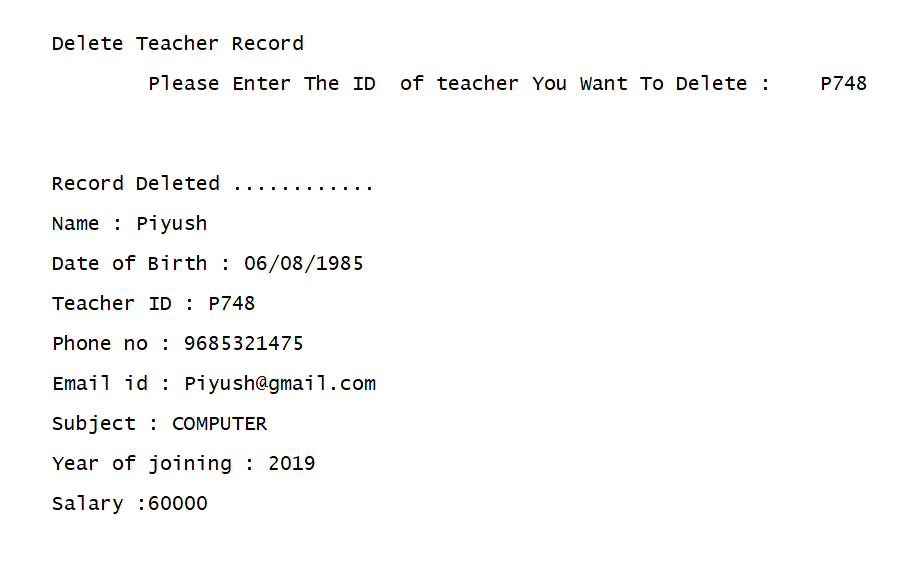 Delete Teacher Record
Please Enter The ID  of teacher You Want To Delete :    P748
Record Deleted ............
Name : Piyush
Date of Birth : 06/08/1985
Teacher ID : P748
Phone no : 9685321475
Email id : Piyush@gmail.com
Subject : COMPUTER
Year of joining : 2019
Salary :60000